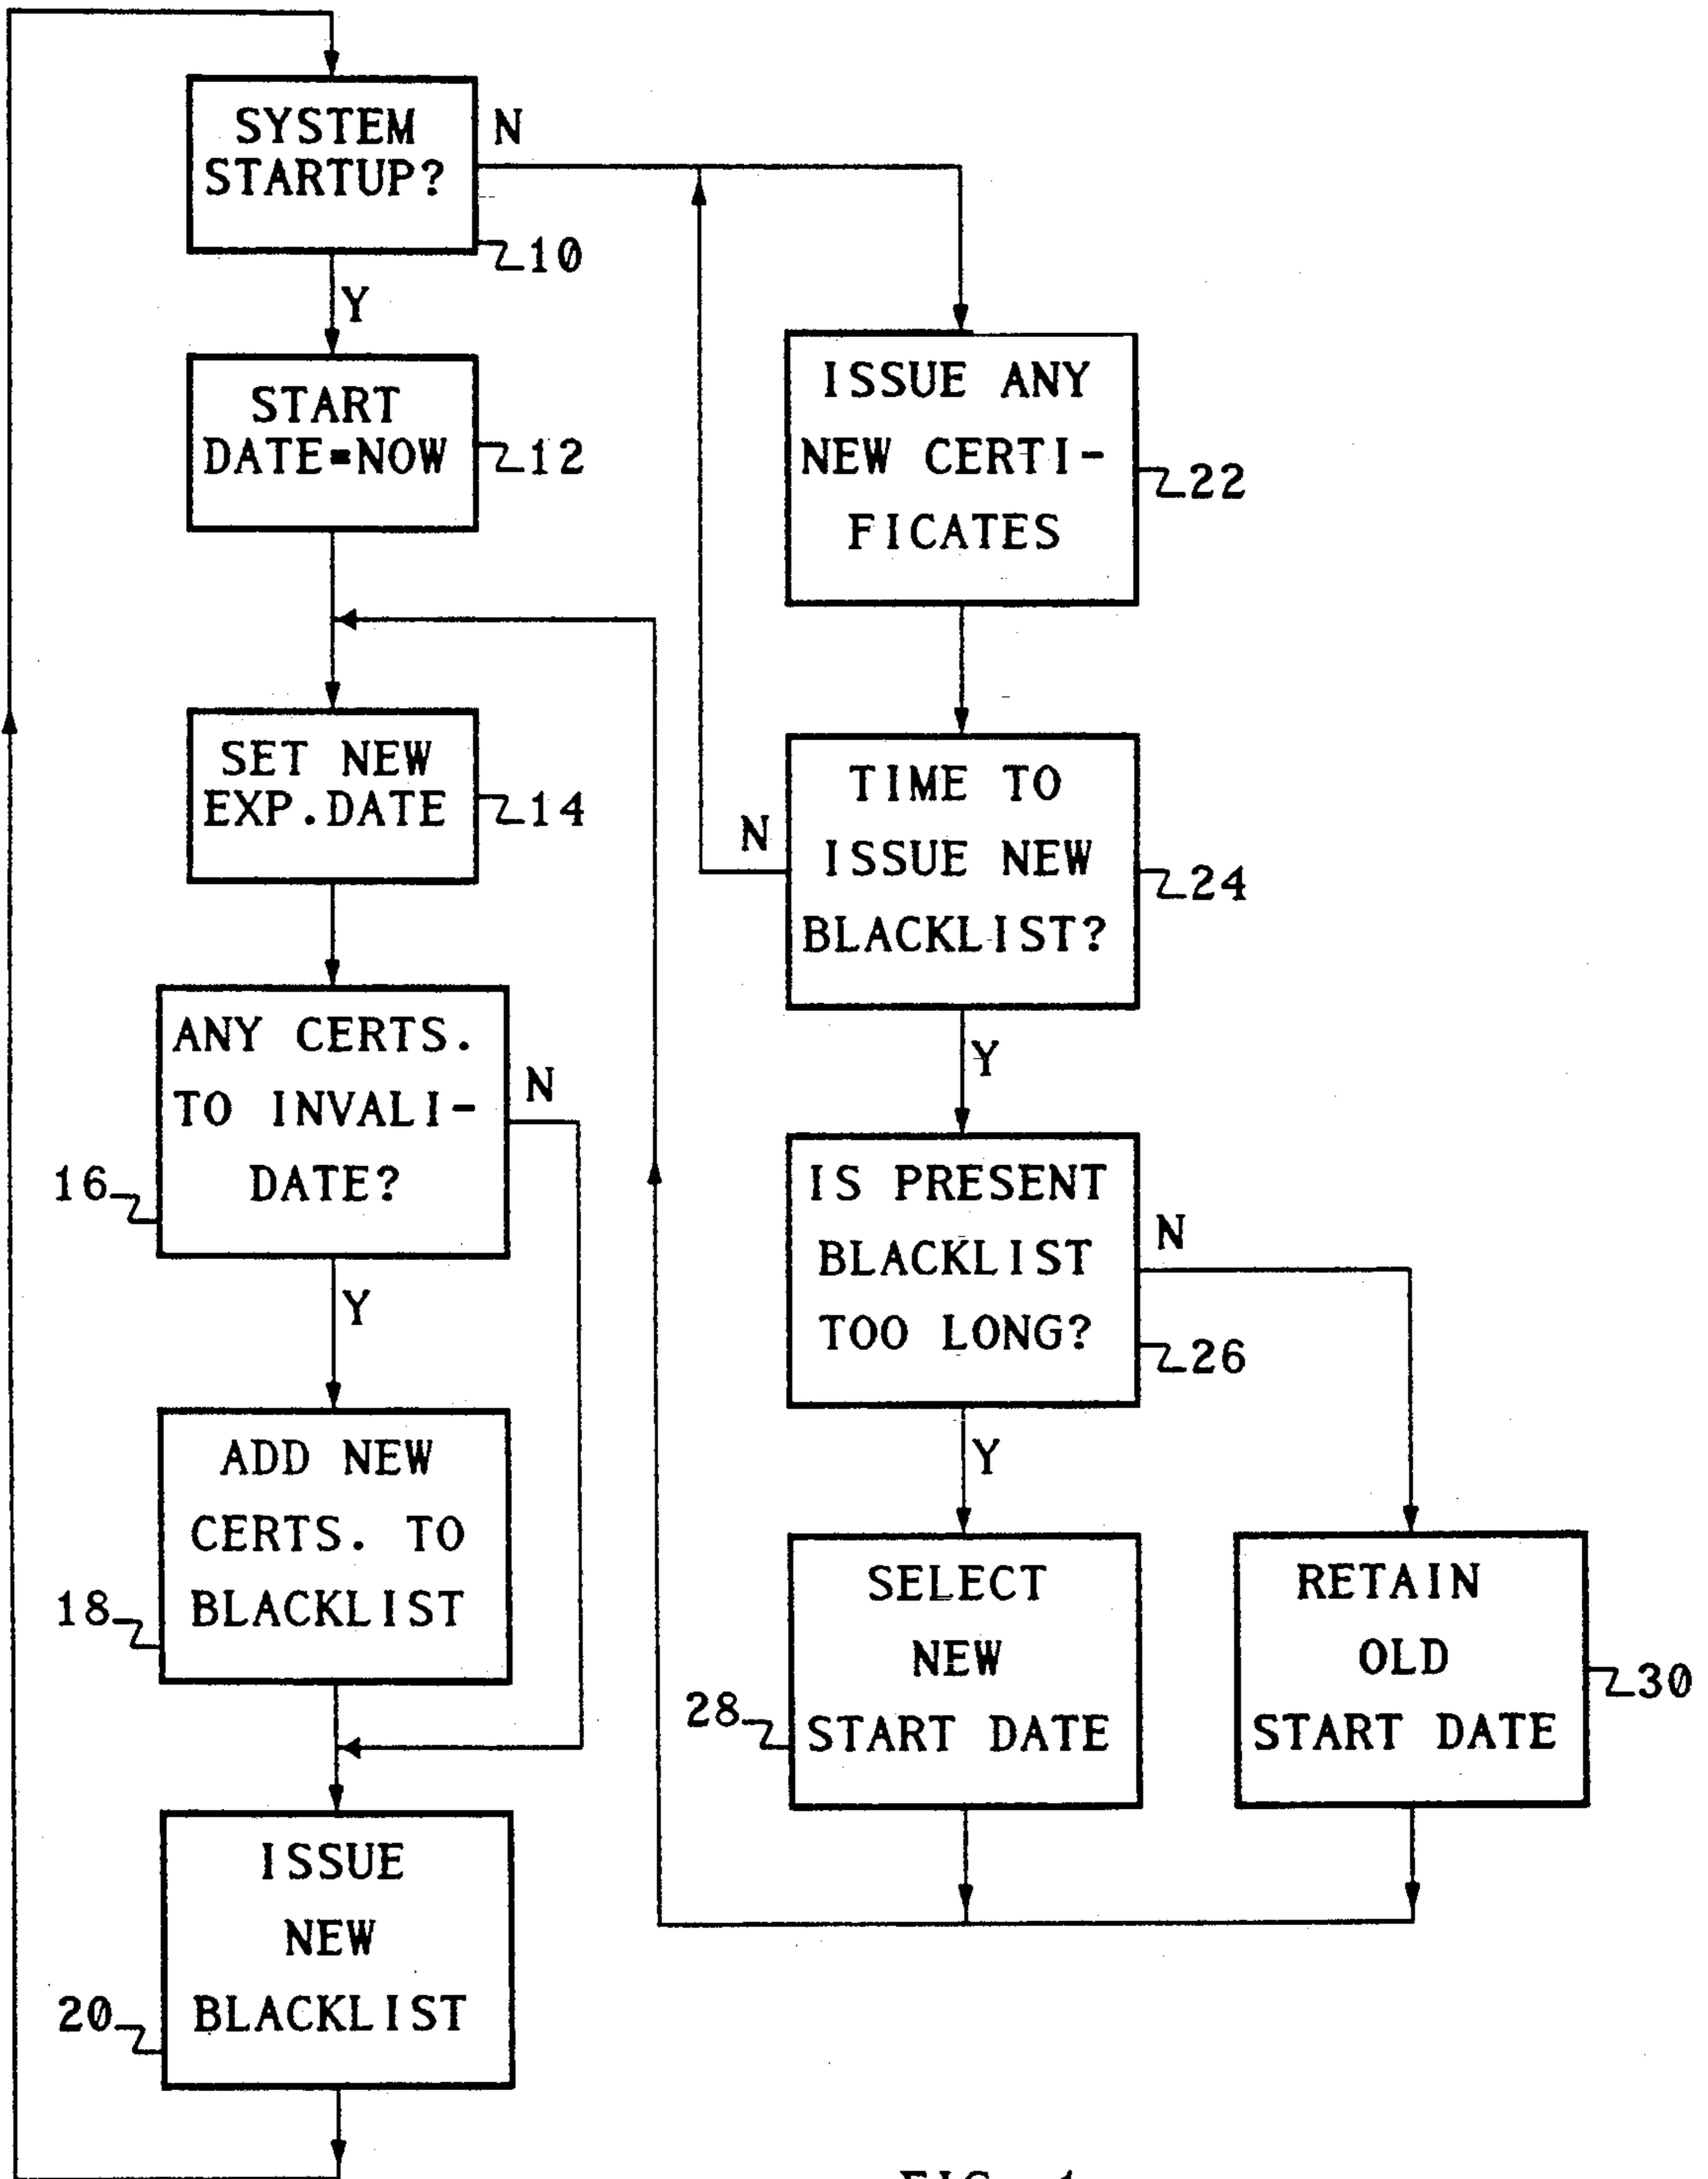 SYSTEM
STARTUP?
N
10
Y
START
DATE=NOW
12
SET NEW
EXP.DATE
14
ANY CERTS.
TO INVALI-
DATE?
N
16
Y
ADD NEW
CERTS. TO
BLACKLIST
18
ISSUE
NEW
BLACKLIST
20
ISSUE ANY
NEW CERTI-
FICATES
22
TIME TO
ISSUE NEW
BLACKLIST?
N
24
Y
IS PRESENT
BLACKLIST
TOO LONG?
N
26
Y
SELECT
NEW
START DATE
28
RETAIN
OLD
START DATE
30